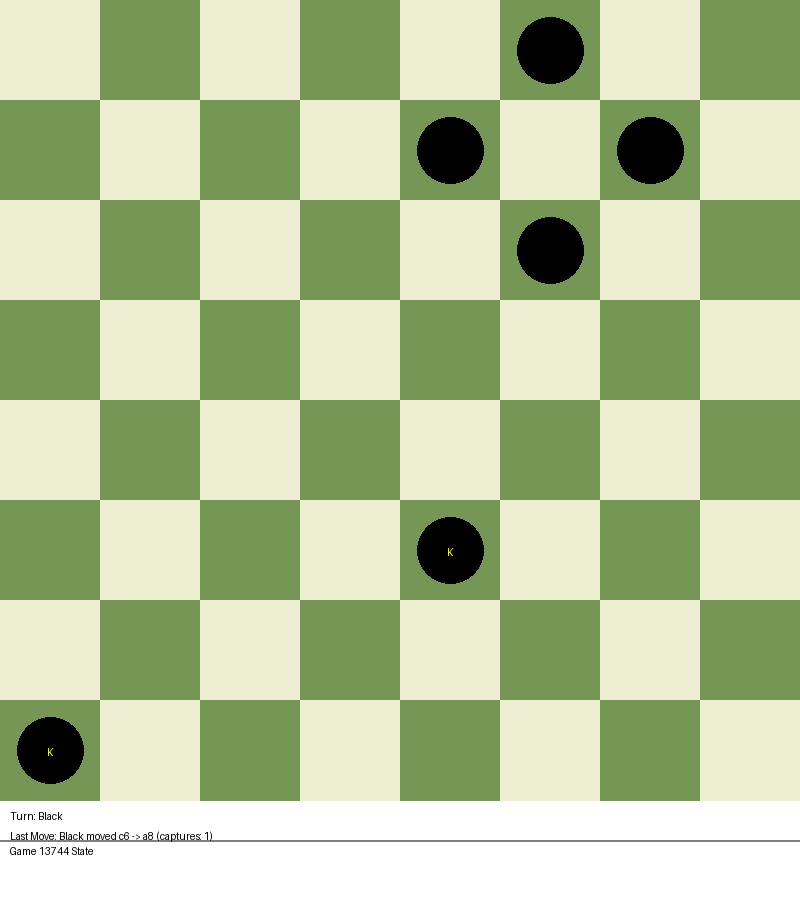 K
K
Turn: Black
Last Move: Black moved c6 -> a8 (captures: 1)
Game 13744 State